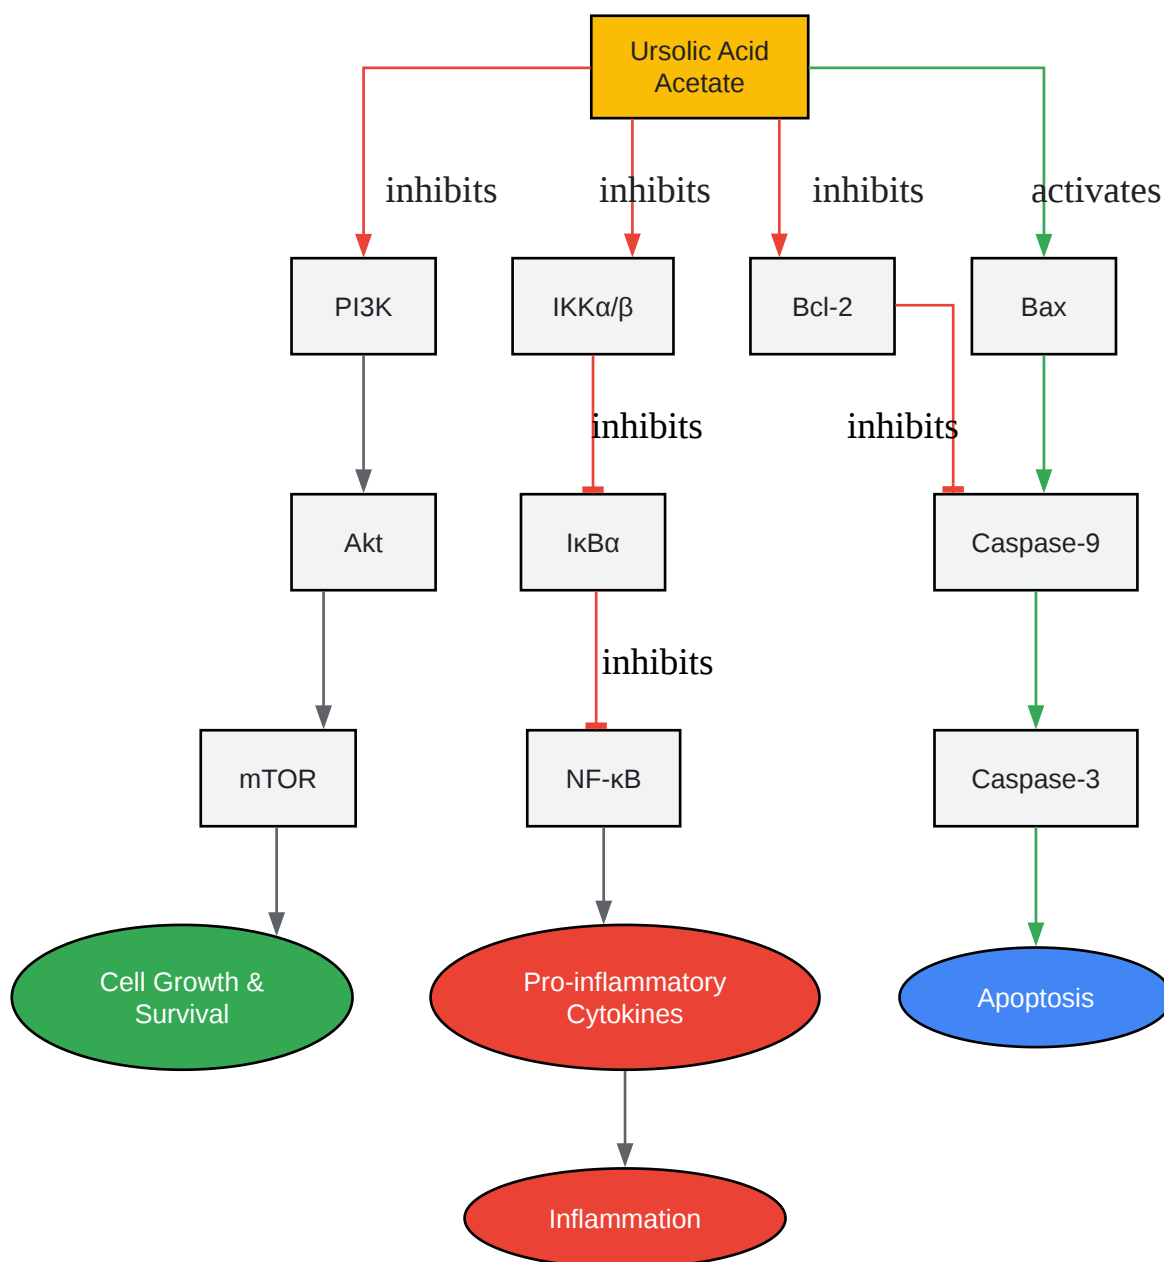 Ursolic Acid
Acetate
inhibits
inhibits
inhibits
activates
PI3K
IKKα/β
Bcl-2
Bax
inhibits
inhibits
Akt
IκBα
Caspase-9
inhibits
mTOR
NF-κB
Caspase-3
Cell Growth &
Survival
Pro-inflammatory
Cytokines
Apoptosis
Inflammation